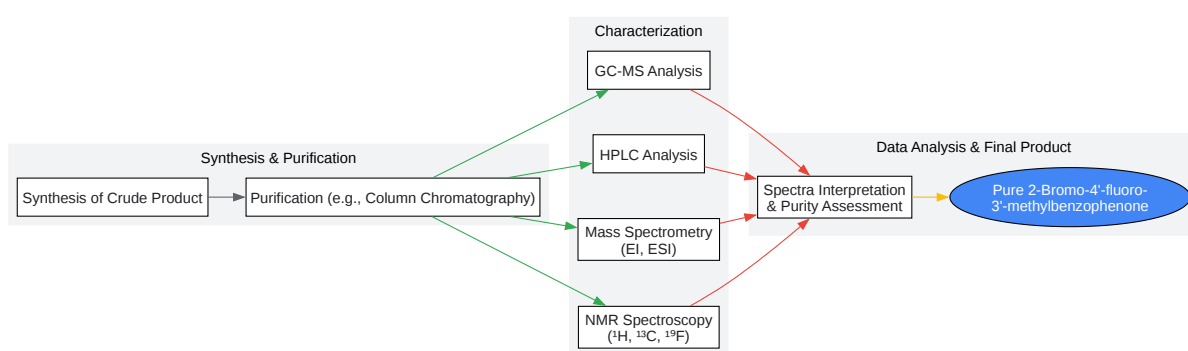 Synthesis & Purification
Synthesis of Crude Product
Purification (e.g., Column Chromatography)
Characterization
GC-MS Analysis
HPLC Analysis
Mass Spectrometry
(EI, ESI)
NMR Spectroscopy
(¹H, ¹³C, ¹⁹F)
Data Analysis & Final Product
Spectra Interpretation
& Purity Assessment
Pure 2-Bromo-4'-fluoro-
3'-methylbenzophenone